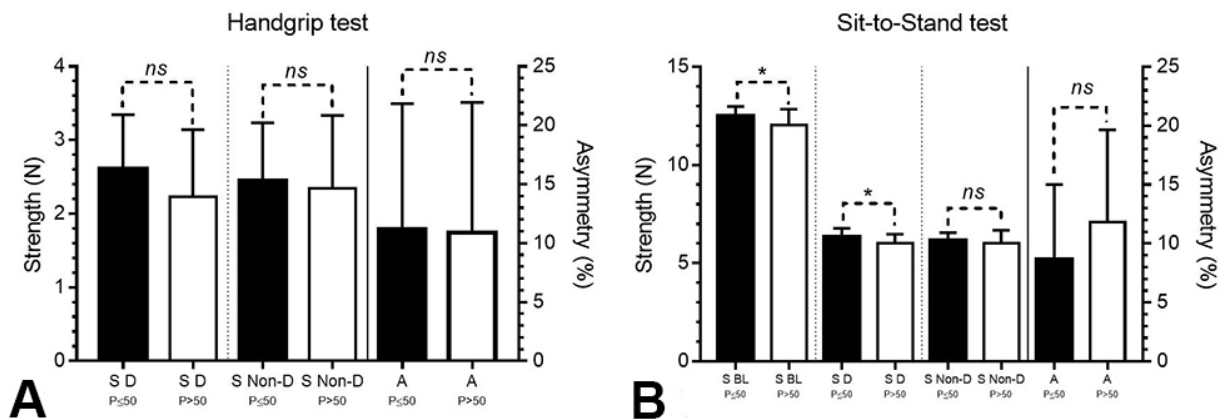 Handgrip test
Strength (N)
4
3
2
1
0
ns
ns
ns
25
20
15
10
5
0
Asymmetry (%)
S D
S D
S Non-D
S Non-D
A
A
P≤50
P>50
P≤50
P>50
P≤50
P>50
A
Sit-to-Stand test
Strength (N)
15
10
5
0
*
*
ns
ns
25
20
15
10
5
0
Asymmetry (%)
S BL
S BL
S D
S D
S Non-D
S Non-D
A
A
P≤50
P>50
P≤50
P>50
P≤50
P>50
P≤50
P>50
B